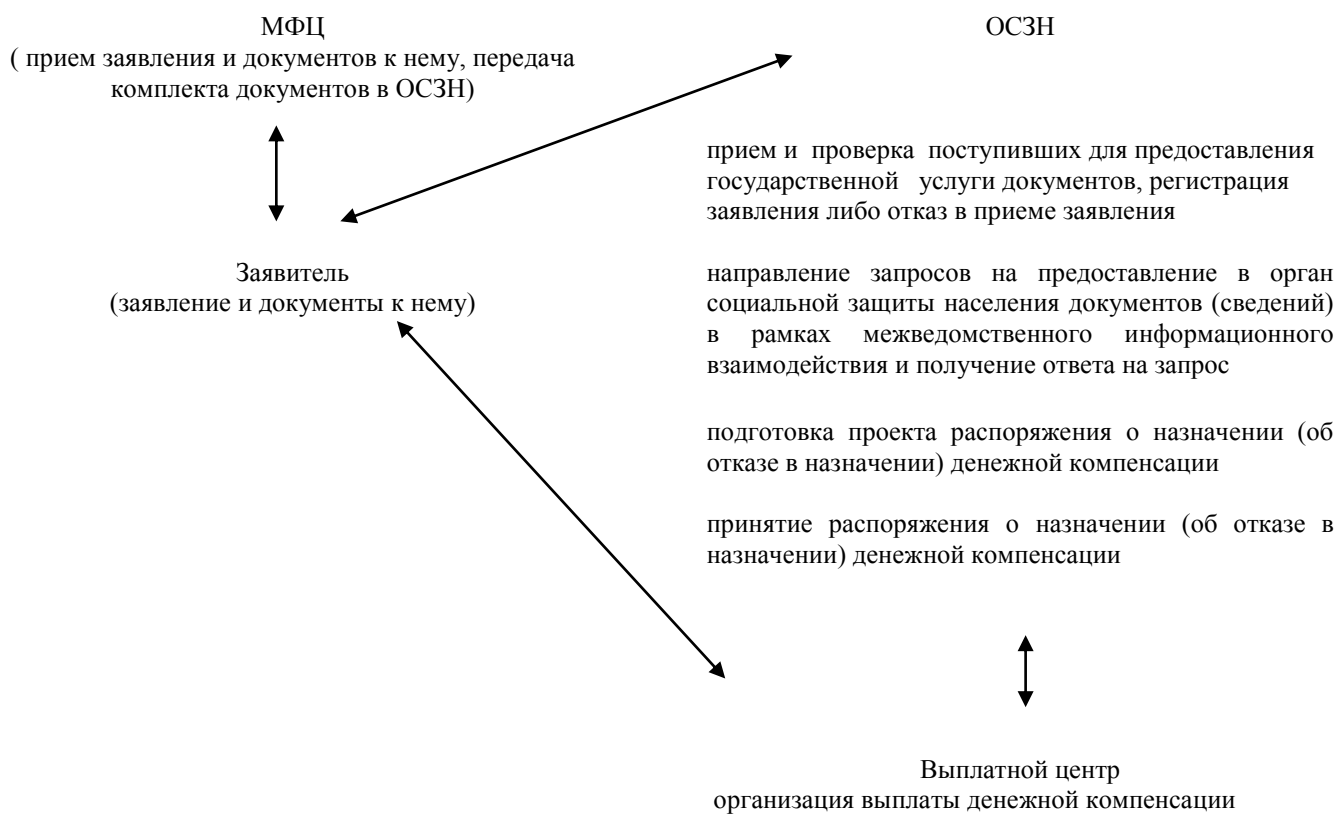 МФЦ
( прием заявления и документов к нему, передача
комплекта документов в ОСЗН)
Заявитель
(заявление и документы к нему)
ОСЗН
прием и проверка поступивших для предоставления
государственной услуги документов, регистрация
заявления либо отказ в приеме заявления
направление запросов на предоставление в орган
социальной защиты населения документов (сведений)
в рамках межведомственного информационного
взаимодействия и получение ответа на запрос
подготовка проекта распоряжения о назначении (об
отказе в назначении) денежной компенсации
принятие распоряжения о назначении (об отказе в
назначении) денежной компенсации
Выплатной центр
организация выплаты денежной компенсации